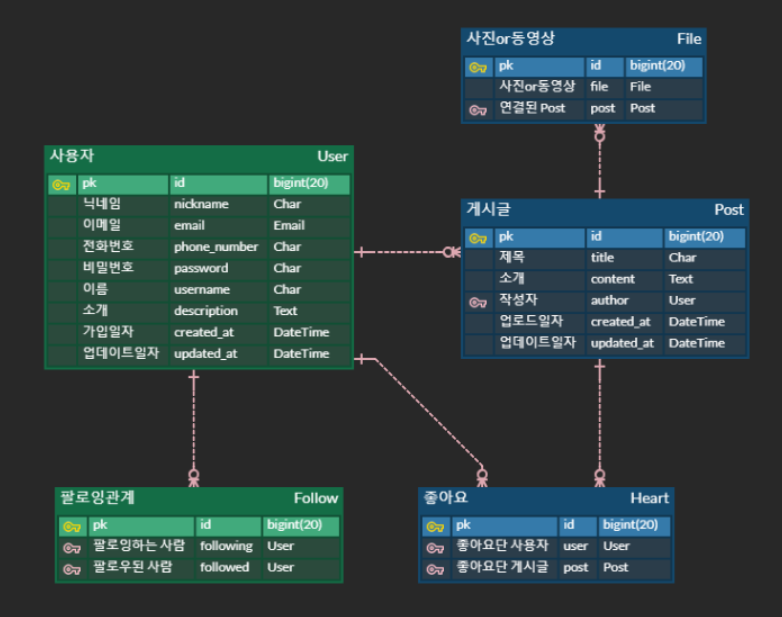 사진or동영상 File
pk id bigint(20)
사진or동영상 file File
연결된 Post post Post
사용자 User
pk id bigint(20)
닉네임 nickname Char
이메일 email Email
전화번호 phone_number Char
비밀번호 password Char
이름 username Char
소개 description Text
가입일자 created_at DateTime
업데이트일자 updated_at DateTime
게시글 Post
pk id bigint(20)
제목 title Char
소개 content Text
작성자 author User
업로드일자 created_at DateTime
업데이트일자 updated_at DateTime
팔로잉관계 Follow
pk id bigint(20)
팔로잉하는 사람 following User
팔로우된 사람 followed User
좋아요 Heart
pk id bigint(20)
좋아요단 사용자 user User
좋아요단 게시글 post Post